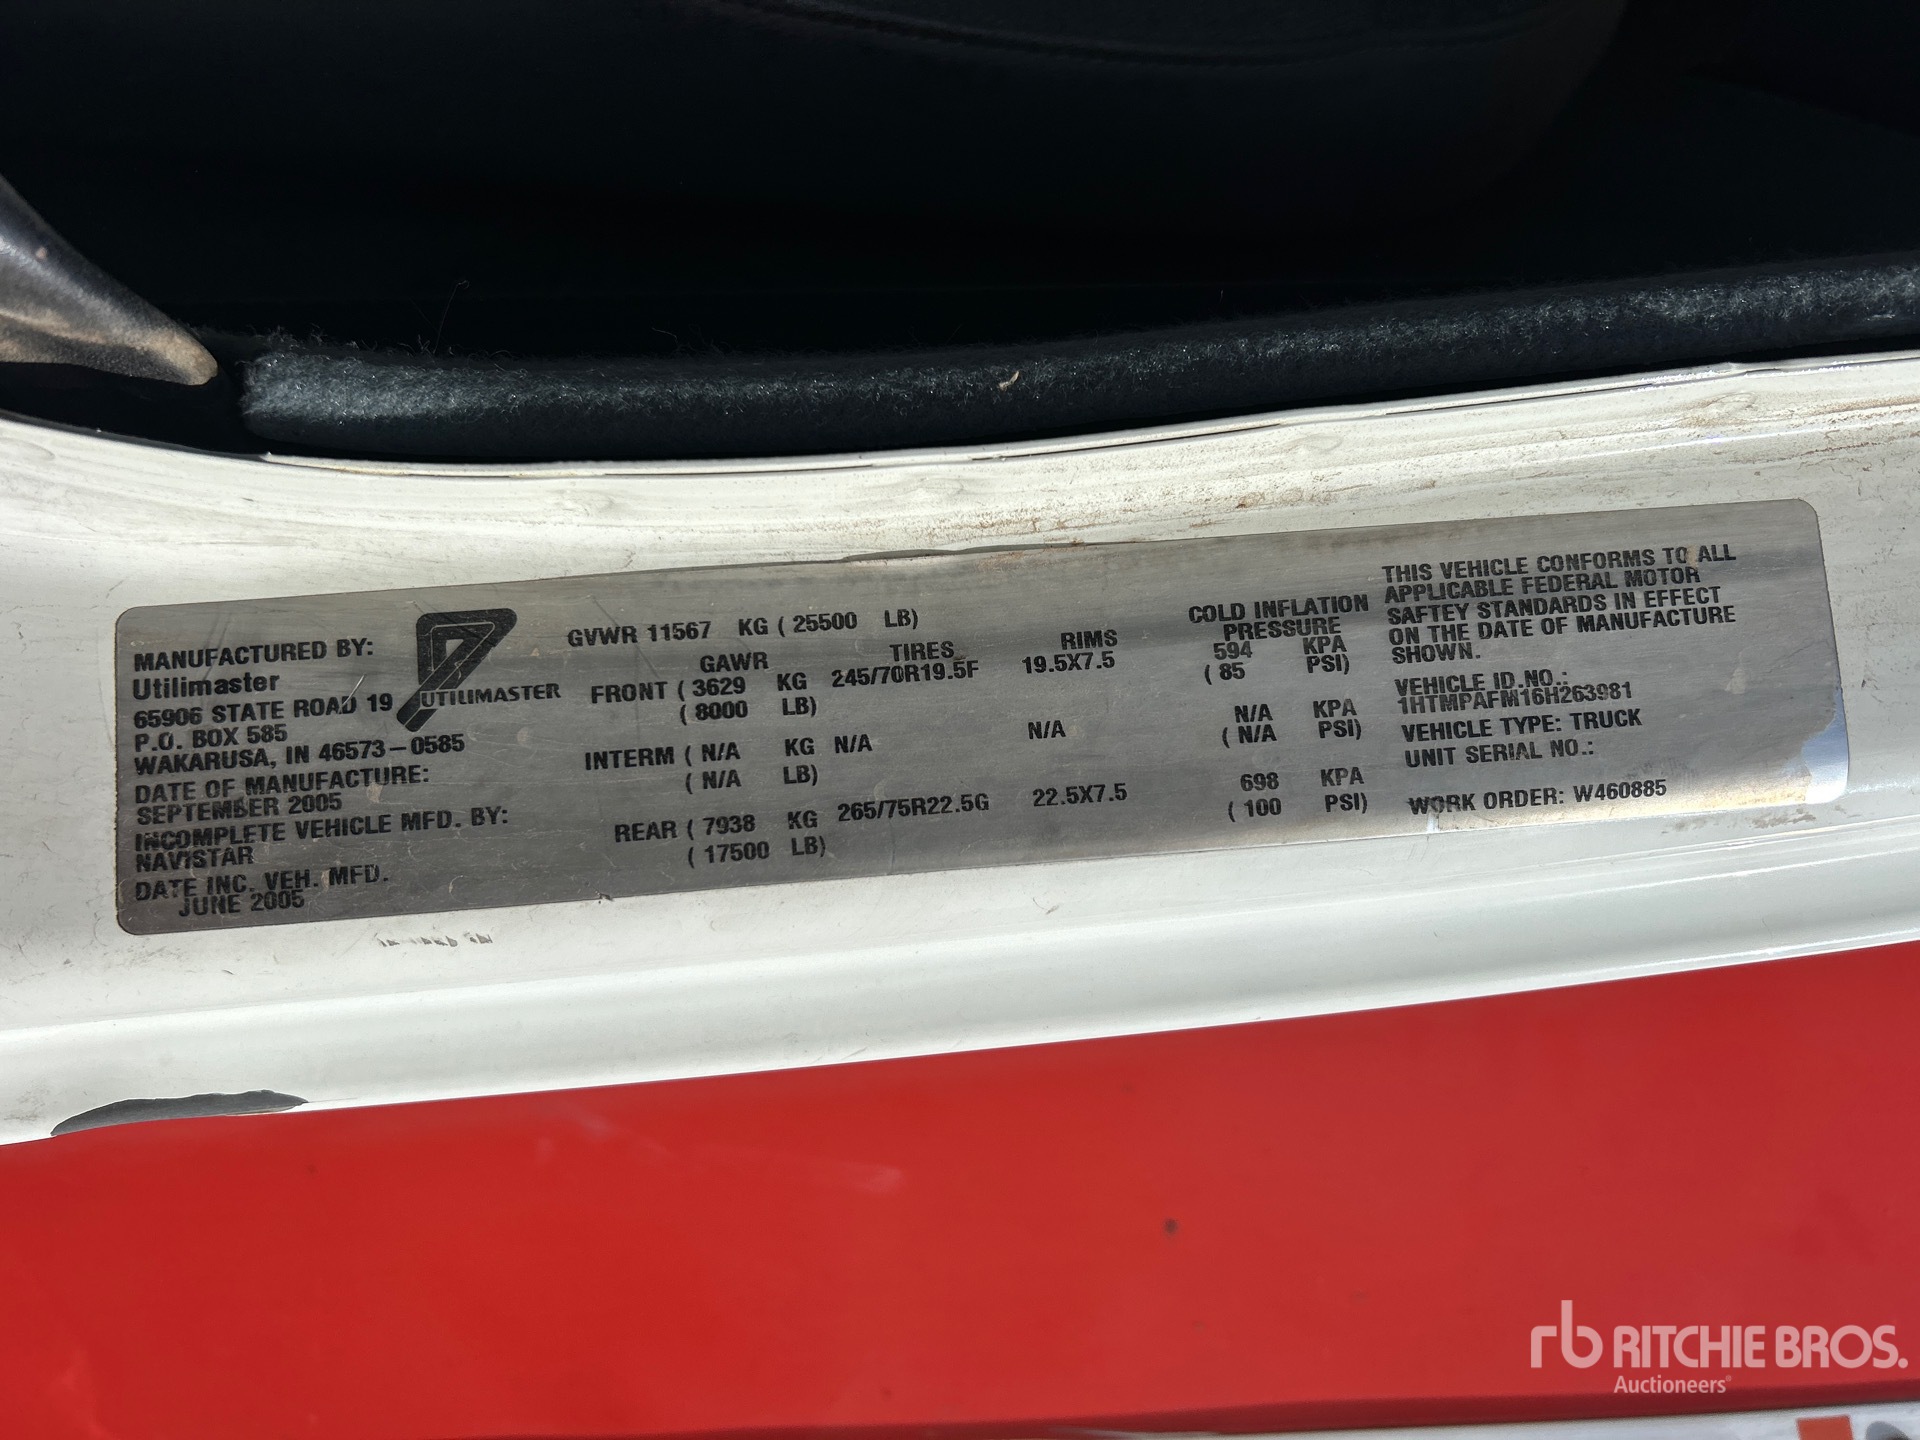 MANUFACTURED BY:
Utilimaster
65906 STATE ROAD 19
P.O. BOX 585
WAKARUSA, IN 46573-0585
DATE OF MANUFACTURE:
SEPTEMBER 2005
INCOMPLETE VEHICLE MFD. BY:
NAVISTAR
DATE INC. VEH. MFD.
JUNE 2005
UTILIMASTER
GVWR 11567 KG ( 25500 LB)
GAWR TIRES RIMS COLD INFLATION PRESSURE
FRONT ( 3629 KG 245/70R19.5F 19.5X7.5 594 KPA
( 8000 LB) ( 85 PSI)
INTERM ( N/A KG N/A N/A N/A KPA
( N/A LB) ( N/A PSI)
REAR ( 7938 KG 265/75R22.5G 22.5X7.5 698 KPA
( 17500 LB) ( 100 PSI)
THIS VEHICLE CONFORMS TO ALL
APPLICABLE FEDERAL MOTOR
SAFTEY STANDARDS IN EFFECT
ON THE DATE OF MANUFACTURE
SHOWN.
VEHICLE ID.NO.:
1HTMPAFM16H263981
VEHICLE TYPE: TRUCK
UNIT SERIAL NO.:
WORK ORDER: W460885
rb RITCHIE BROS.
Auctioneers